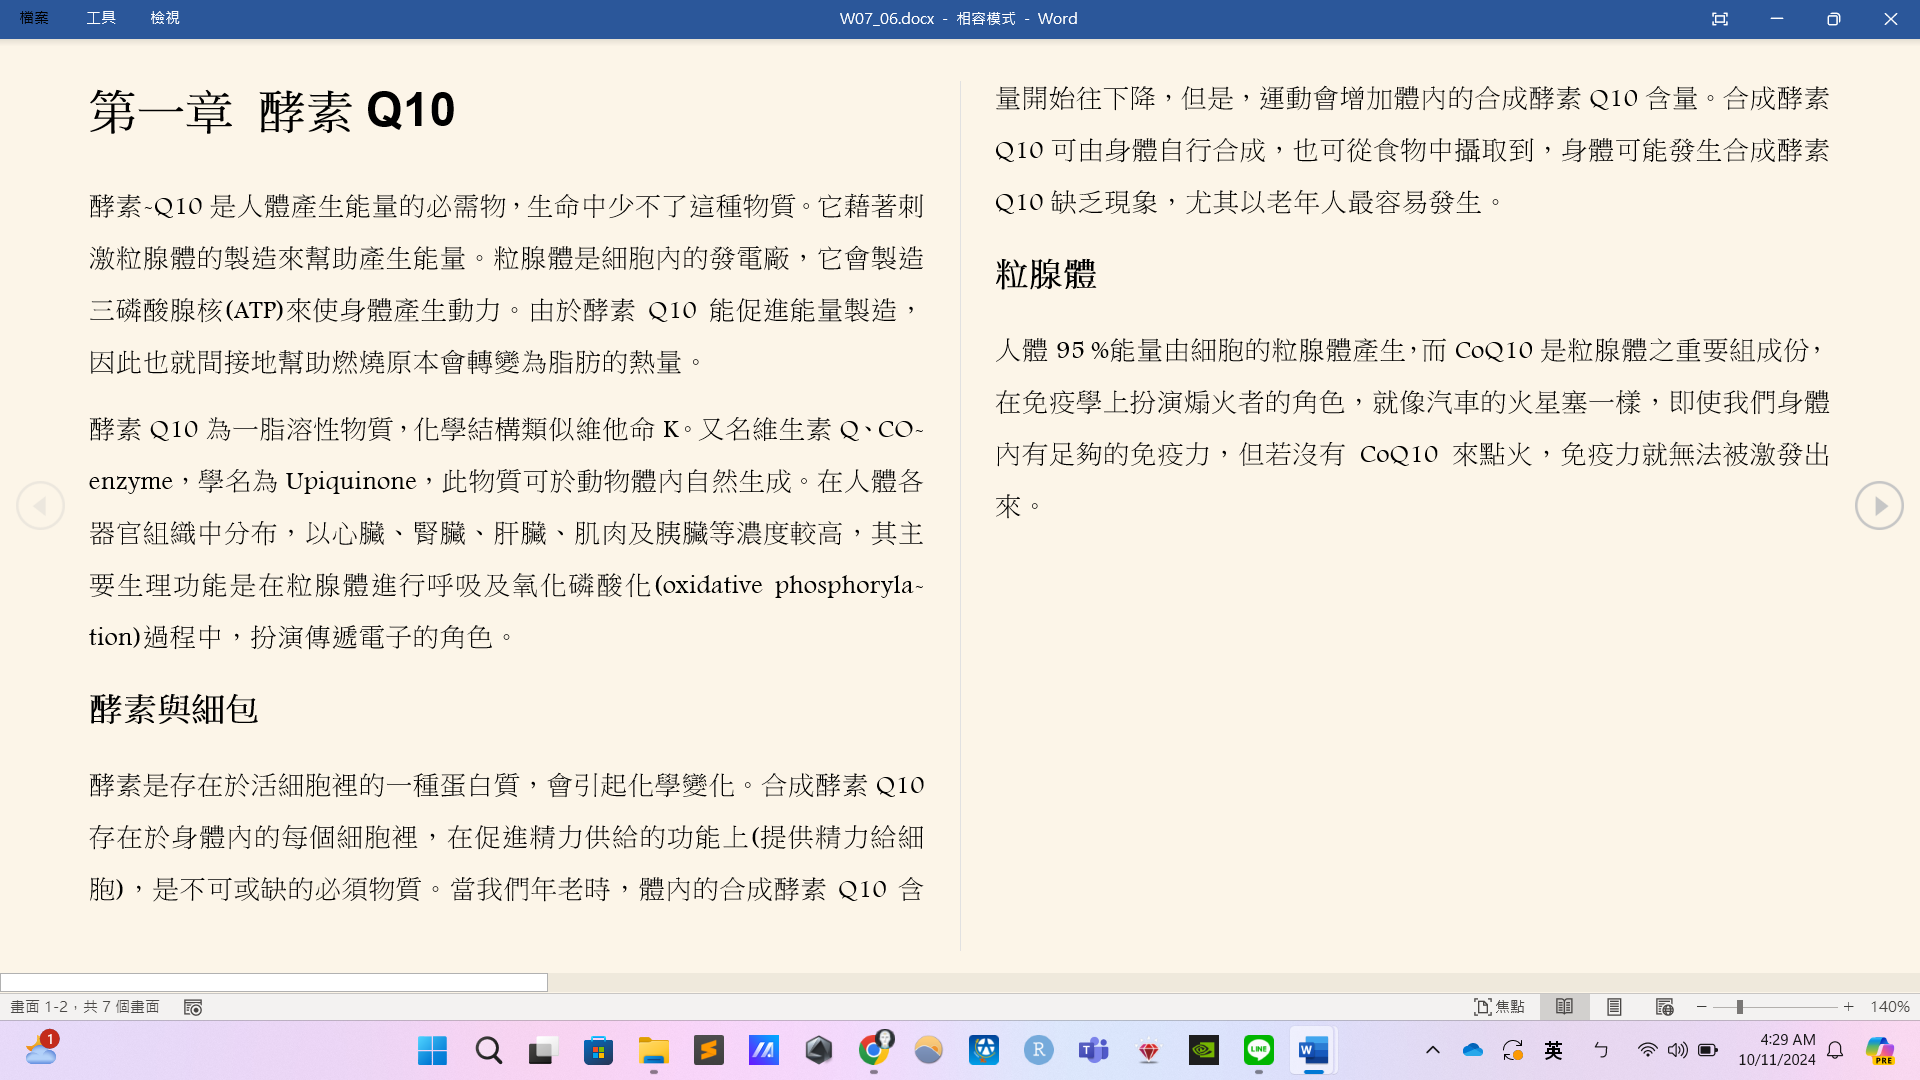 檔案 工具 檢視 W07_06.docx - 相容模式 - Word
第一章 酵素 Q10
酵素-Q10 是人體產生能量的必需物，生命中少不了這種物質。它藉著刺
激粒腺體的製造來幫助產生能量。粒腺體是細胞內的發電廠，它會製造
三磷酸腺核(ATP)來使身體產生動力。由於酵素 Q10 能促進能量製造，
因此也就間接地幫助燃燒原本會轉變為脂肪的熱量。
酵素 Q10 為一脂溶性物質，化學結構類似維他命 K。又名維生素 Q、CO-
enzyme，學名為 Upiquinone，此物質可於動物體內自然生成。在人體各
器官組織中分布，以心臟、腎臟、肝臟、肌肉及胰臟等濃度較高，其主
要生理功能是在粒腺體進行呼吸及氧化磷酸化(oxidative phosphoryla-
tion)過程中，扮演傳遞電子的角色。
酵素與細包
酵素是存在於活細胞裡的一種蛋白質，會引起化學變化。合成酵素 Q10
存在於身體內的每個細胞裡，在促進精力供給的功能上(提供精力給細
胞)，是不可或缺的必須物質。當我們年老時，體內的合成酵素 Q10 含
量開始往下降，但是，運動會增加體內的合成酵素 Q10 含量。合成酵素
Q10 可由身體自行合成，也可從食物中攝取到，身體可能發生合成酵素
Q10 缺乏現象，尤其以老年人最容易發生。
粒腺體
人體 95 %能量由細胞的粒腺體產生，而 CoQ10 是粒腺體之重要組成份，
在免疫學上扮演煽火者的角色，就像汽車的火星塞一樣，即使我們身體
內有足夠的免疫力，但若沒有 CoQ10 來點火，免疫力就無法被激發出
來。
畫面 1-2，共 7 個畫面 焦點 140%
1 R T LINE W 英 ㄅ 4:29 AM PRE
10/11/2024